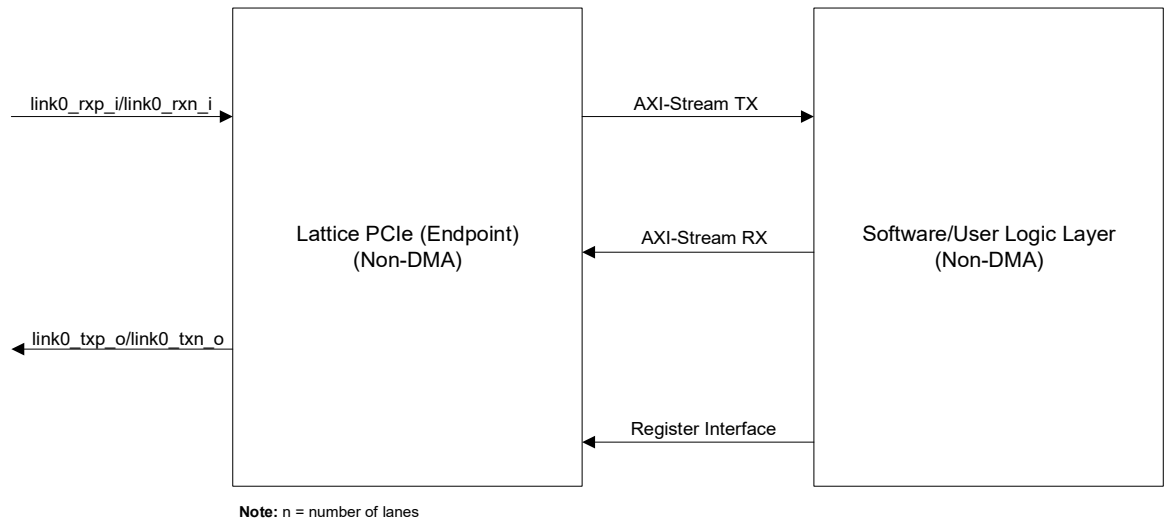 link0_rxp_i/link0_rxn_i
AXI-Stream TX
Lattice PCIe (Endpoint)
(Non-DMA)
AXI-Stream RX
Software/User Logic Layer
(Non-DMA)
link0_txp_o/link0_txn_o
Register Interface
Note: n = number of lanes